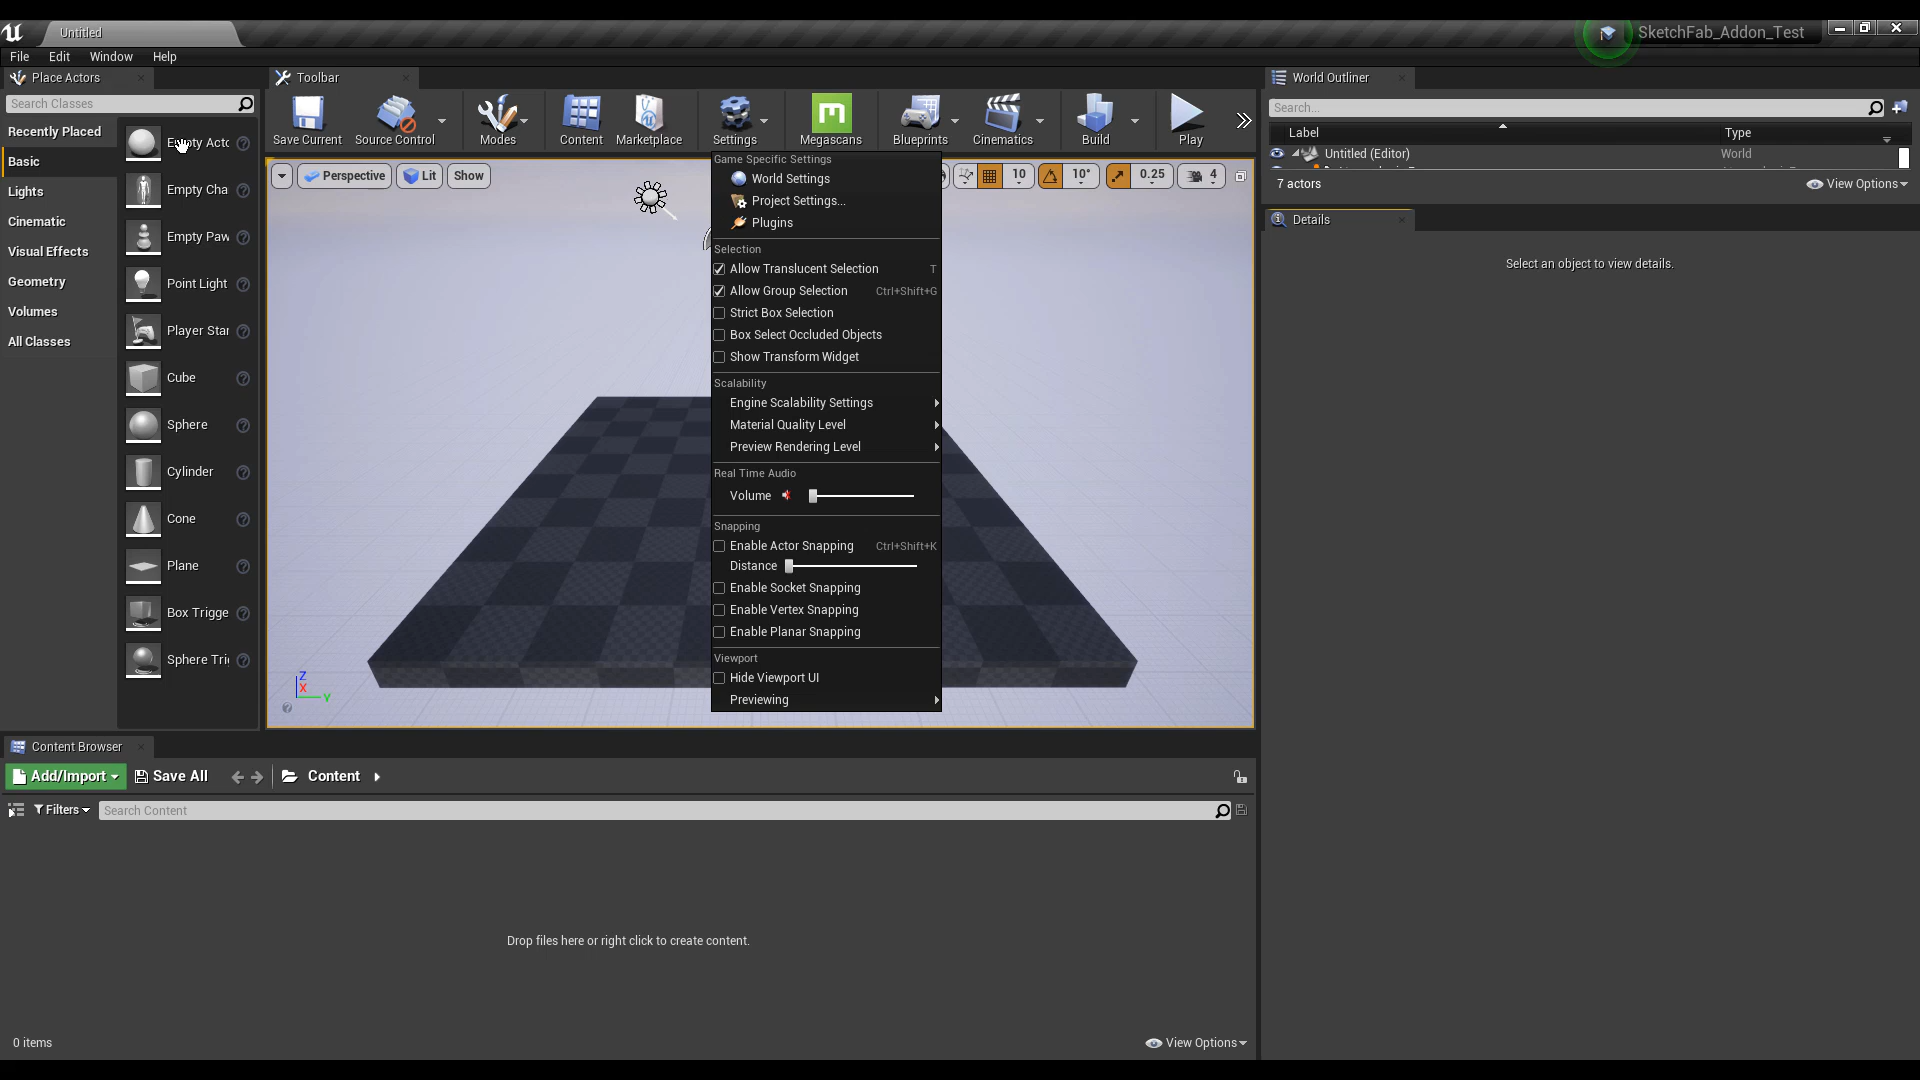 Untitled
SketchFab_Addon_Test
File Edit Window Help
Place Actors
Search Classes
Recently Placed
Basic
Lights
Cinematic
Visual Effects
Geometry
Volumes
All Classes
Empty Acto
Empty Cha
Empty Paw
Point Light
Player Star
Cube
Sphere
Cylinder
Cone
Plane
Box Trigge
Sphere Tri
Toolbar
Save Current
Source Control
Modes
Content
Marketplace
Settings
Megascans
Blueprints
Cinematics
Build
Play
Perspective
Lit
Show
10
10°
0.25
4
Game Specific Settings
World Settings
Project Settings...
Plugins
Selection
Allow Translucent Selection T
Allow Group Selection Ctrl+Shift+G
Strict Box Selection
Box Select Occluded Objects
Show Transform Widget
Scalability
Engine Scalability Settings
Material Quality Level
Preview Rendering Level
Real Time Audio
Volume
Snapping
Enable Actor Snapping Ctrl+Shift+K
Distance
Enable Socket Snapping
Enable Vertex Snapping
Enable Planar Snapping
Viewport
Hide Viewport UI
Previewing
Z
X
Y
World Outliner
Search...
Label Type
Untitled (Editor) World
7 actors
View Options
Details
Select an object to view details.
Content Browser
Add/Import
Save All
Content
Filters
Search Content
Drop files here or right click to create content.
0 items
View Options